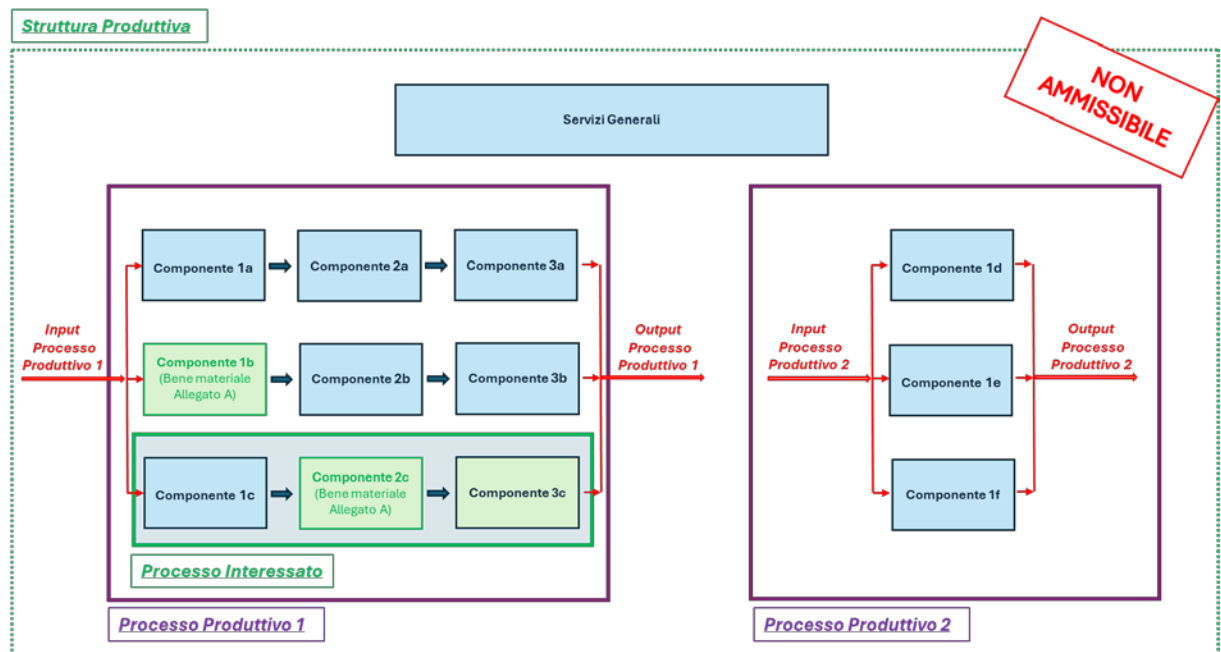 Struttura Produttiva
NON
AMMISSIBILE
Servizi Generali
Componente 1a
Componente 2a
Componente 3a
Componente 1d
Input
Processo
Produttivo 1
Componente 1b
(Bene materiale
Allegato A)
Componente 2b
Componente 3b
Output
Processo
Produttivo 1
Input
Processo
Produttivo 2
Componente 1e
Output
Processo
Produttivo 2
Componente 1c
Componente 2c
(Bene materiale
Allegato A)
Componente 3c
Componente 1f
Processo Interessato
Processo Produttivo 1
Processo Produttivo 2